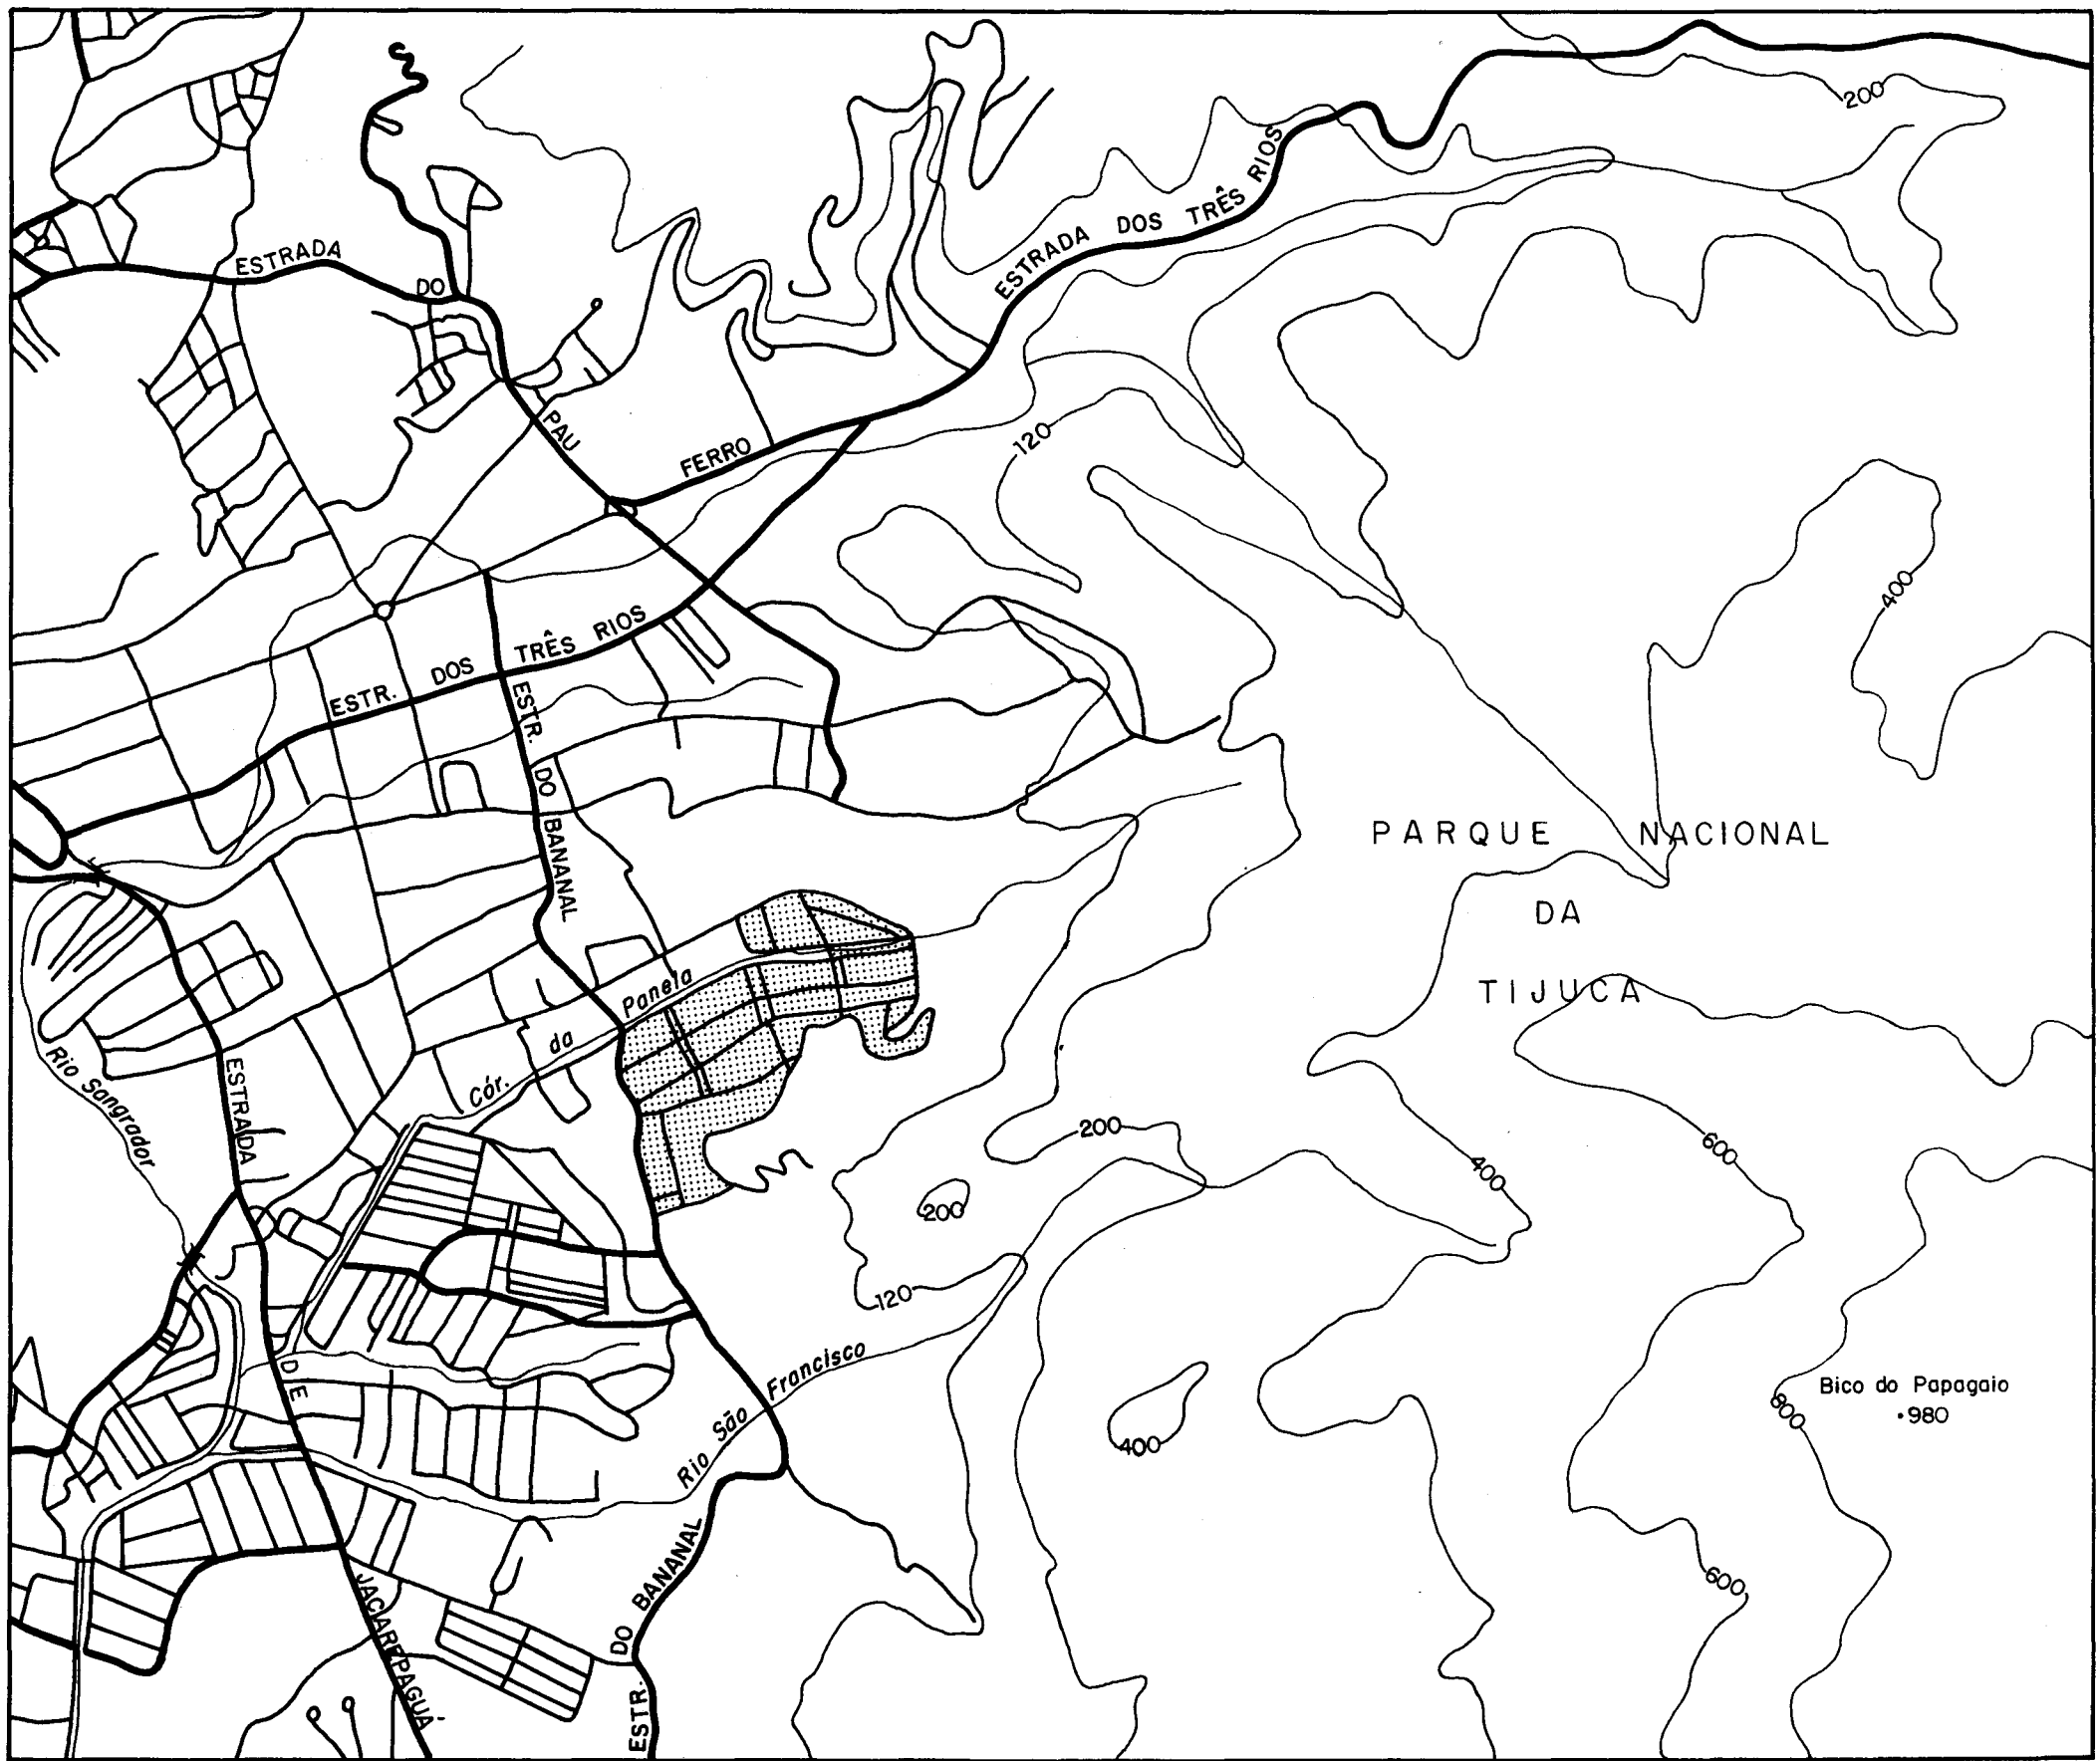 200
ESTRADA DOS TRÊS RIOS
ESTRADA DO PAU FERRO
120
400
ESTR. DOS TRÊS RIOS
ESTR. DO BANANAL
PARQUE NACIONAL
DA
TIJUCA
Cór. da Panela
Rio Sangrador
ESTRADA DE JACAREPAGUÁ
200
400
600
200
120
Rio São Francisco
Bico do Papagaio
•980
800
400
600
ESTR. DO BANANAL